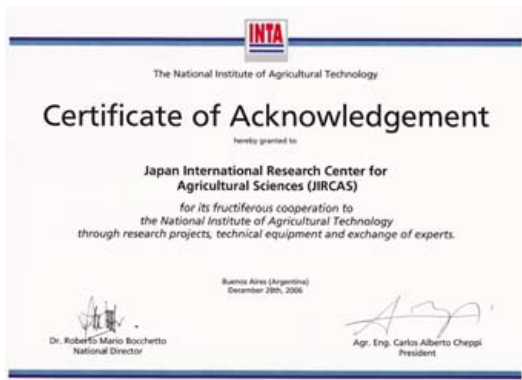 INTA
The National Institute of Agricultural Technology
Certificate of Acknowledgement
hereby granted to
Japan International Research Center for
Agricultural Sciences (JIRCAS)
for its fructiferous cooperation to
the National Institute of Agricultural Technology
through research projects, technical equipment and exchange of experts.
Buenos Aires (Argentina)
December 20th, 2006
Dr. Roberto Mario Bocchetto
National Director
Agr. Eng. Carlos Alberto Cheppi
President